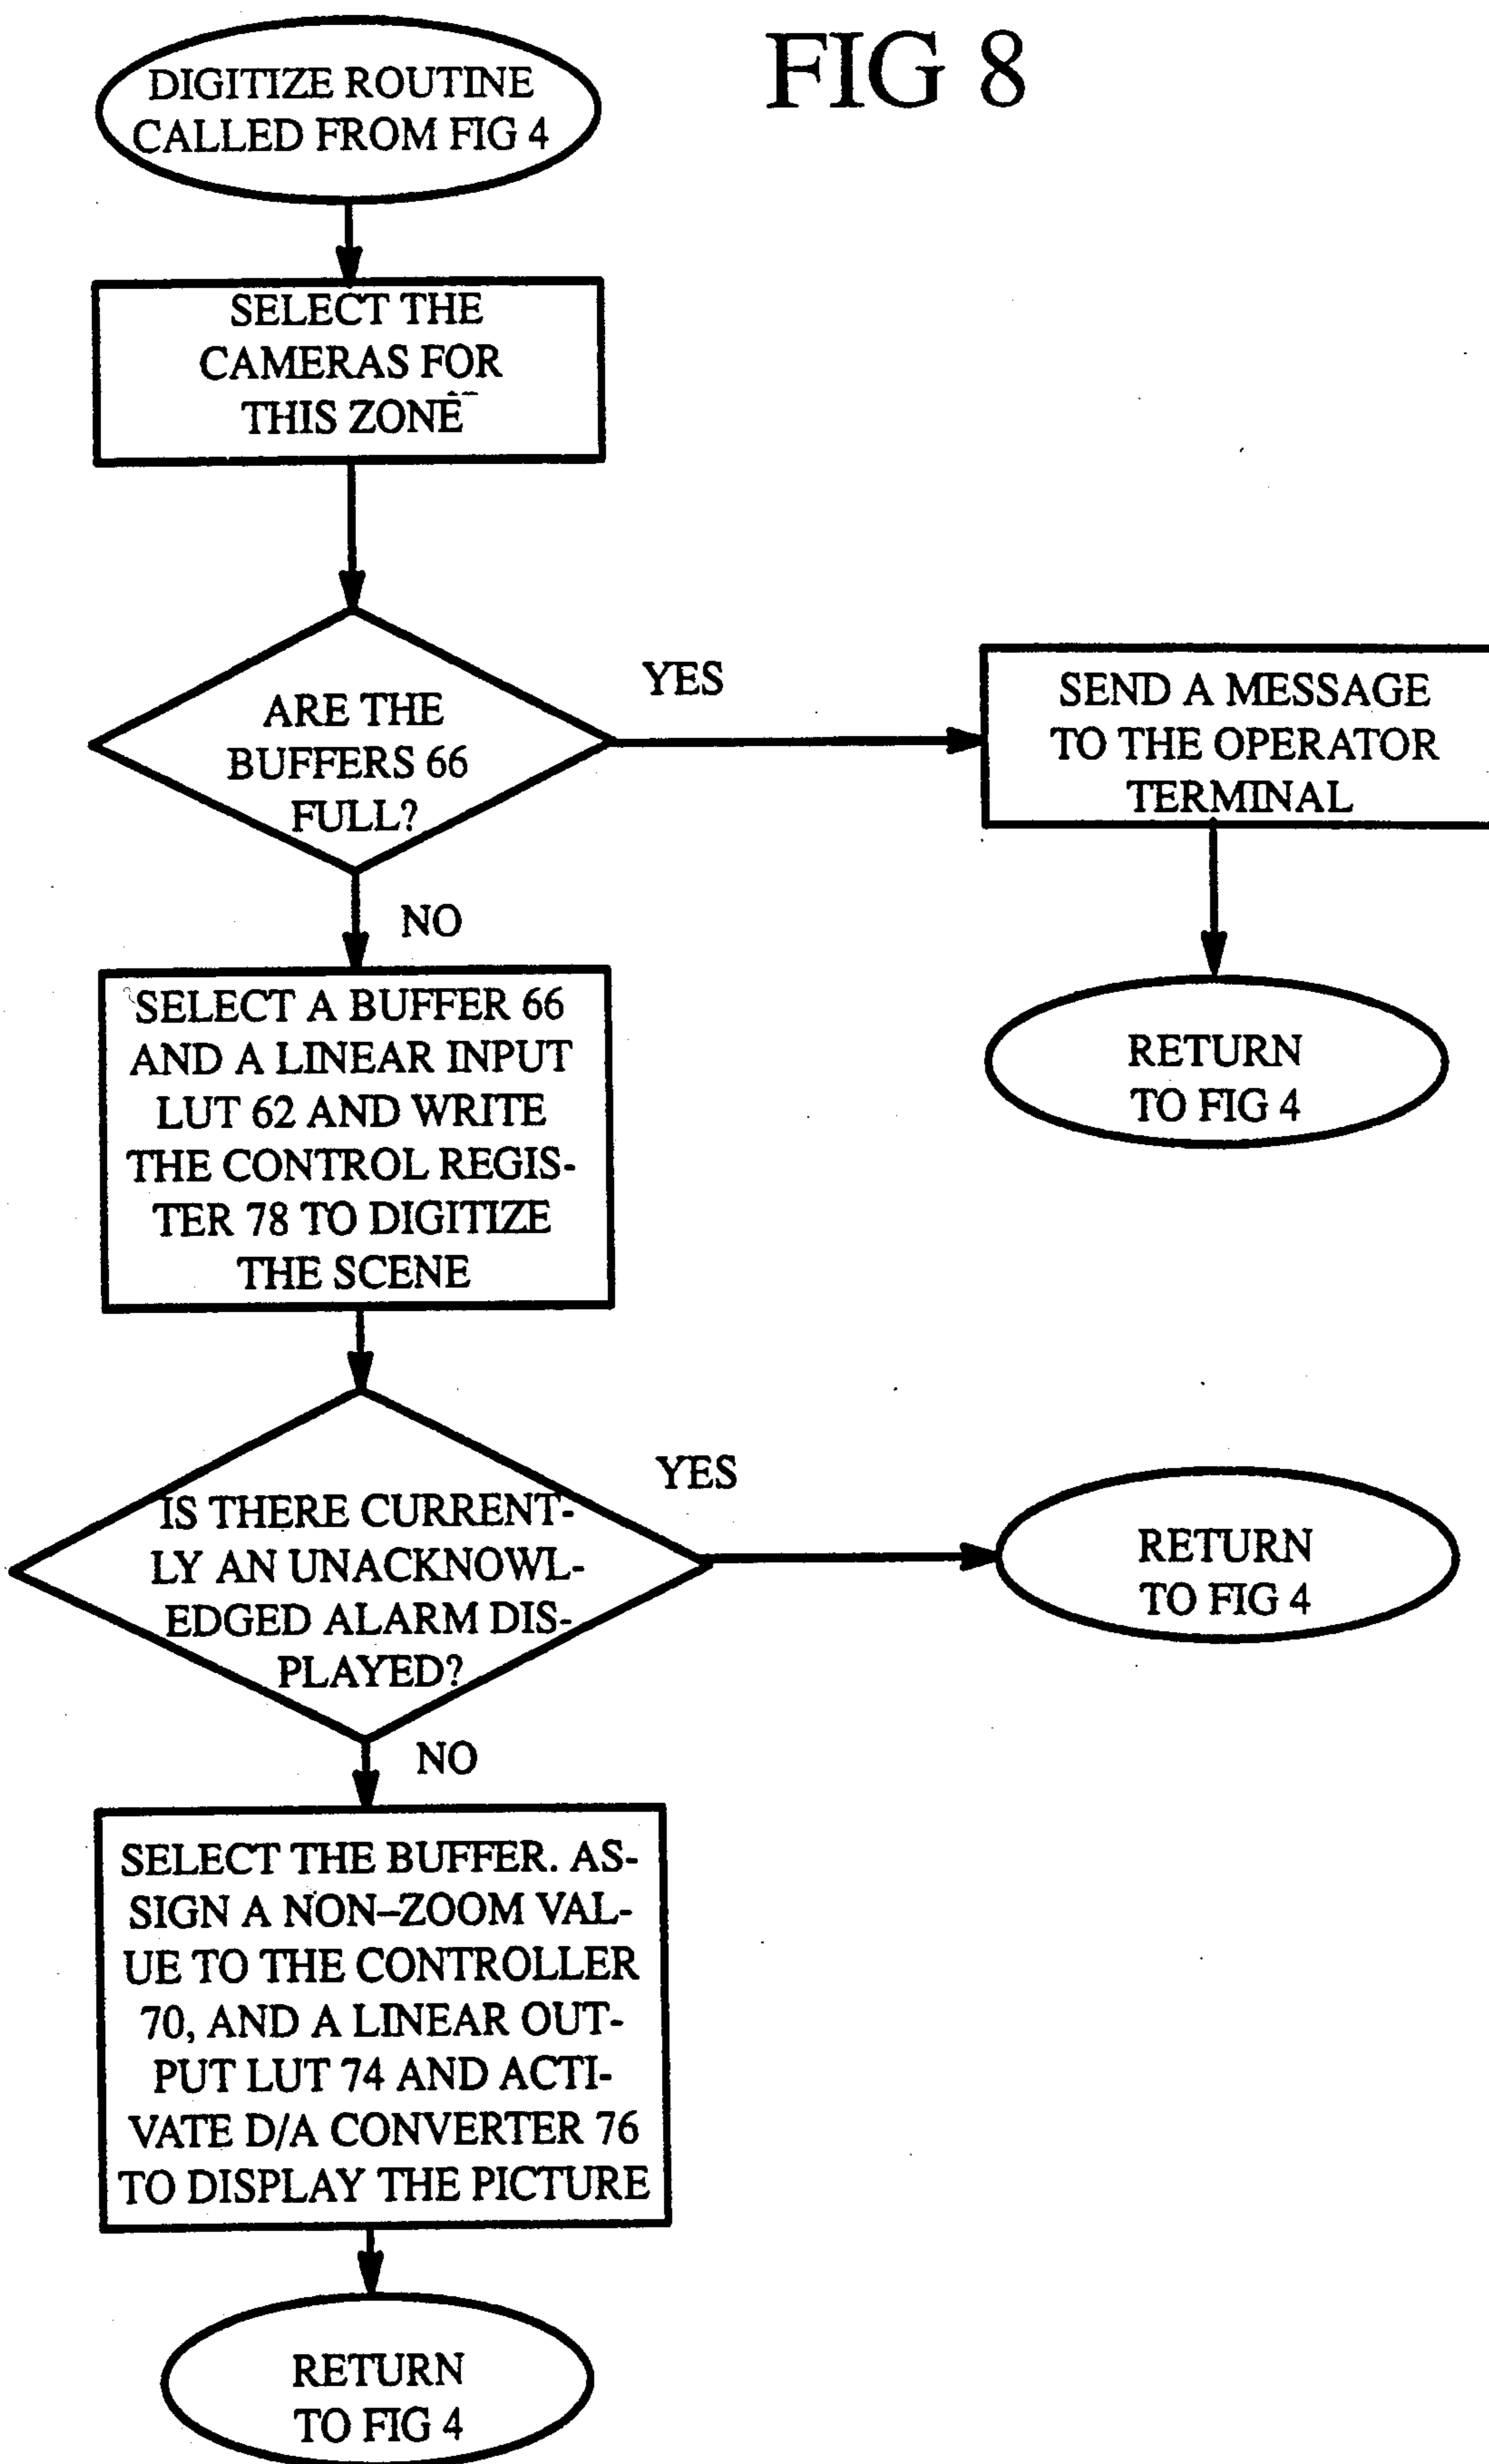 FIG 8
DIGITIZE ROUTINE
CALLED FROM FIG 4
SELECT THE
CAMERAS FOR
THIS ZONE
ARE THE
BUFFERS 66
FULL?
YES
SEND A MESSAGE
TO THE OPERATOR
TERMINAL
RETURN
TO FIG 4
NO
SELECT A BUFFER 66
AND A LINEAR INPUT
LUT 62 AND WRITE
THE CONTROL REGIS-
TER 78 TO DIGITIZE
THE SCENE
IS THERE CURRENT-
LY AN UNACKNOWL-
EDGED ALARM DIS-
PLAYED?
YES
RETURN
TO FIG 4
NO
SELECT THE BUFFER. AS-
SIGN A NON–ZOOM VAL-
UE TO THE CONTROLLER
70, AND A LINEAR OUT-
PUT LUT 74 AND ACTI-
VATE D/A CONVERTER 76
TO DISPLAY THE PICTURE
RETURN
TO FIG 4